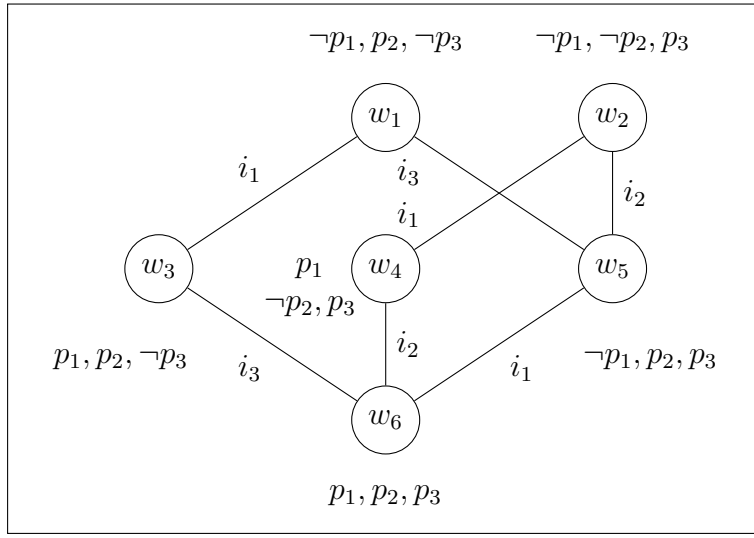 ¬p₁, p₂, ¬p₃ ¬p₁, ¬p₂, p₃
w₁ w₂
i₁ i₃ i₂
i₁
w₃ p₁ w₄ w₅
¬p₂, p₃
i₂
p₁, p₂, ¬p₃ i₃ i₁ ¬p₁, p₂, p₃
w₆
p₁, p₂, p₃